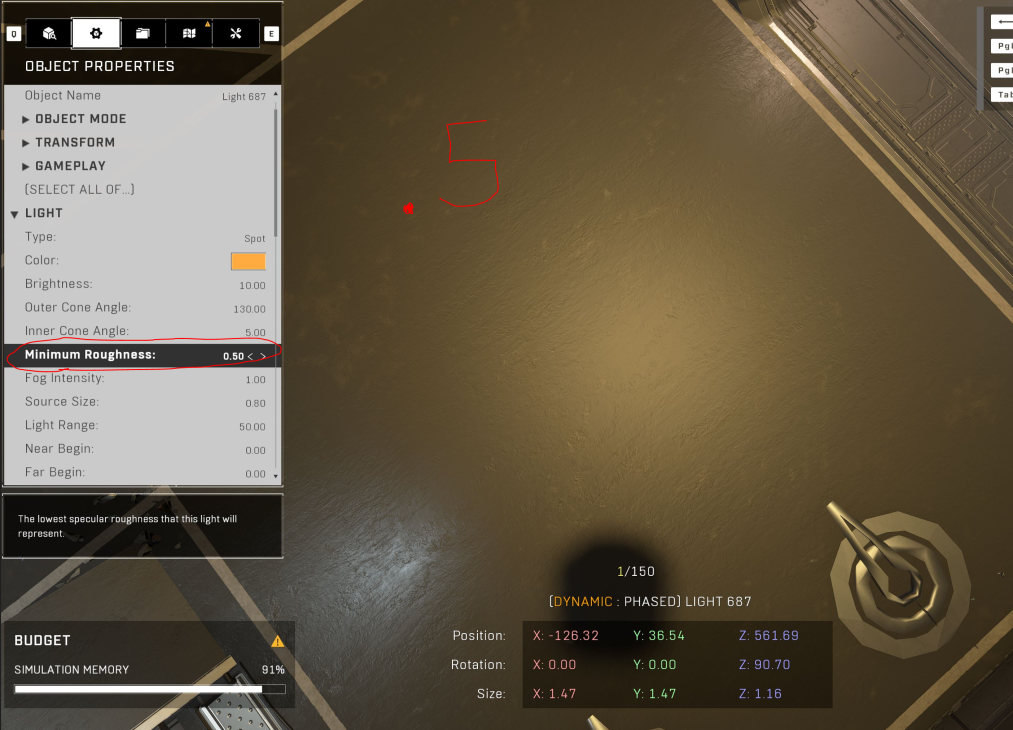 Q
E
OBJECT PROPERTIES
Object Name Light 687
OBJECT MODE
TRANSFORM
GAMEPLAY
(SELECT ALL OF...)
LIGHT
Type: Spot
Color:
Brightness: 10.00
Outer Cone Angle: 130.00
Inner Cone Angle: 5.00
Minimum Roughness: 0.50 < >
Fog Intensity: 1.00
Source Size: 0.80
Light Range: 50.00
Near Begin: 0.00
Far Begin: 0.00
The lowest specular roughness that this light will
represent.
BUDGET
SIMULATION MEMORY 91%
.5
Tab
1/150
(DYNAMIC : PHASED) LIGHT 687
Position: X: -126.32 Y: 36.54 Z: 561.69
Rotation: X: 0.00 Y: 0.00 Z: 90.70
Size: X: 1.47 Y: 1.47 Z: 1.16